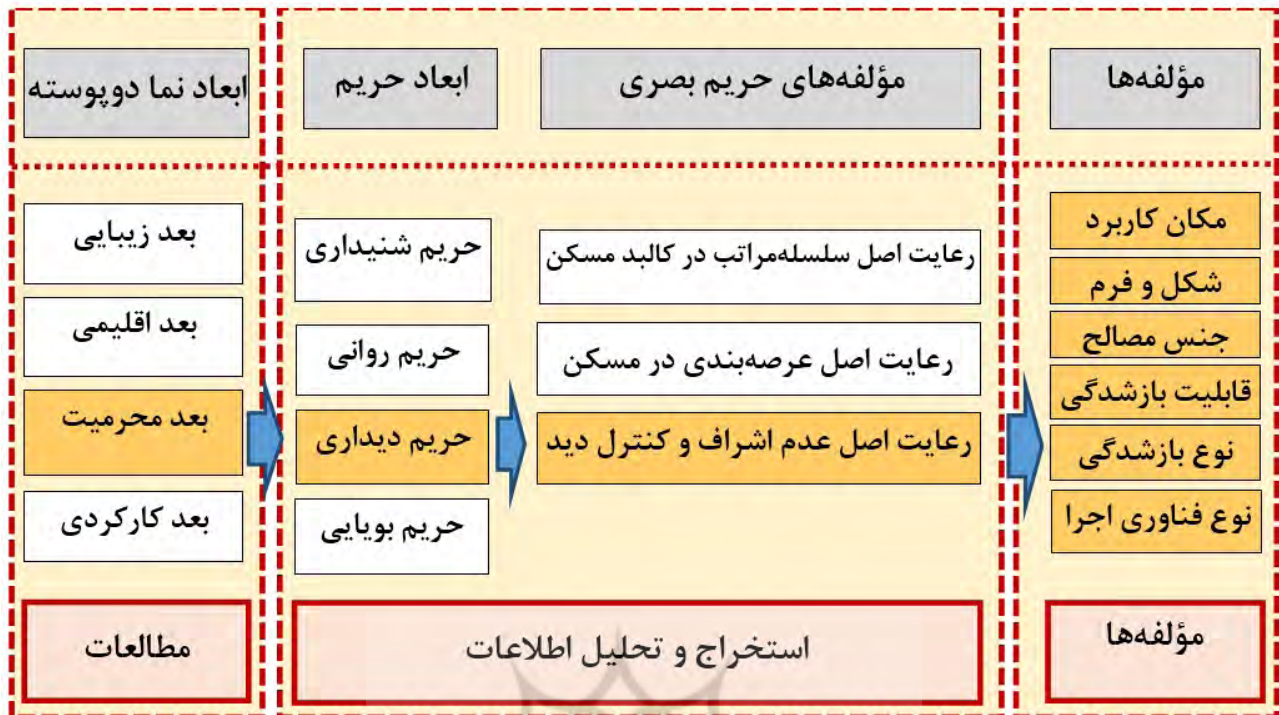 ابعاد نما دوپوسته
ابعاد حریم
مؤلفه‌های حریم بصری
مؤلفه‌ها
بعد زیبایی
بعد اقلیمی
بعد محرمیت
بعد کارکردی
حریم شنیداری
حریم روانی
حریم دیداری
حریم بویایی
رعایت اصل سلسله‌مراتب در کالبد مسکن
رعایت اصل عرصه‌بندی در مسکن
رعایت اصل عدم اشراف و کنترل دید
مکان کاربرد
شکل و فرم
جنس مصالح
قابلیت بازشدگی
نوع بازشدگی
نوع فناوری اجرا
مطالعات
استخراج و تحلیل اطلاعات
مؤلفه‌ها